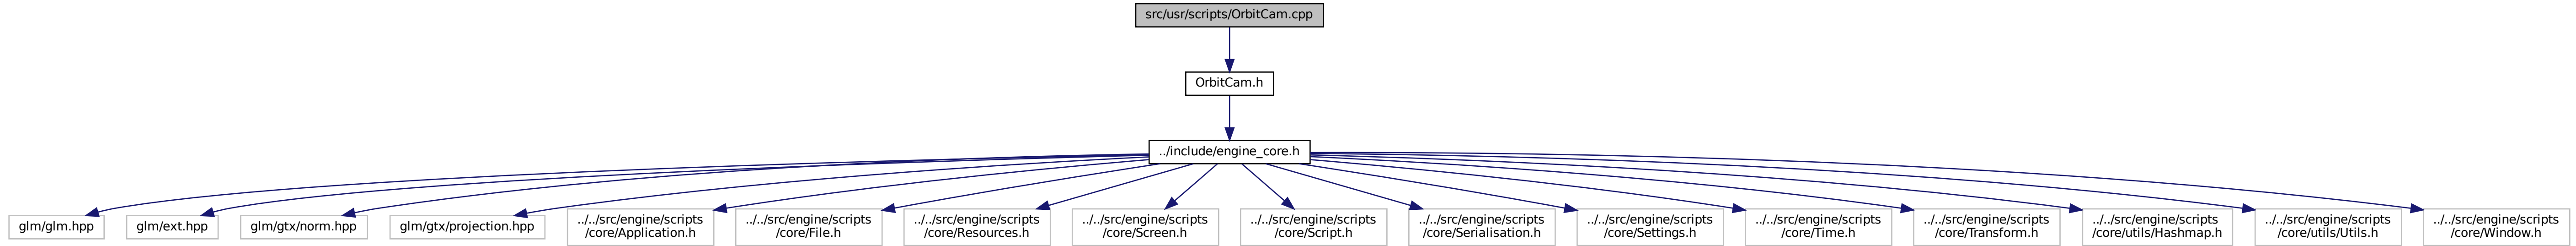 src/usr/scripts/OrbitCam.cpp
OrbitCam.h
../include/engine_core.h
glm/glm.hpp
glm/ext.hpp
glm/gtx/norm.hpp
glm/gtx/projection.hpp
../../src/engine/scripts
/core/Application.h
../../src/engine/scripts
/core/File.h
../../src/engine/scripts
/core/Resources.h
../../src/engine/scripts
/core/Screen.h
../../src/engine/scripts
/core/Script.h
../../src/engine/scripts
/core/Serialisation.h
../../src/engine/scripts
/core/Settings.h
../../src/engine/scripts
/core/Time.h
../../src/engine/scripts
/core/Transform.h
../../src/engine/scripts
/core/utils/Hashmap.h
../../src/engine/scripts
/core/utils/Utils.h
../../src/engine/scripts
/core/Window.h